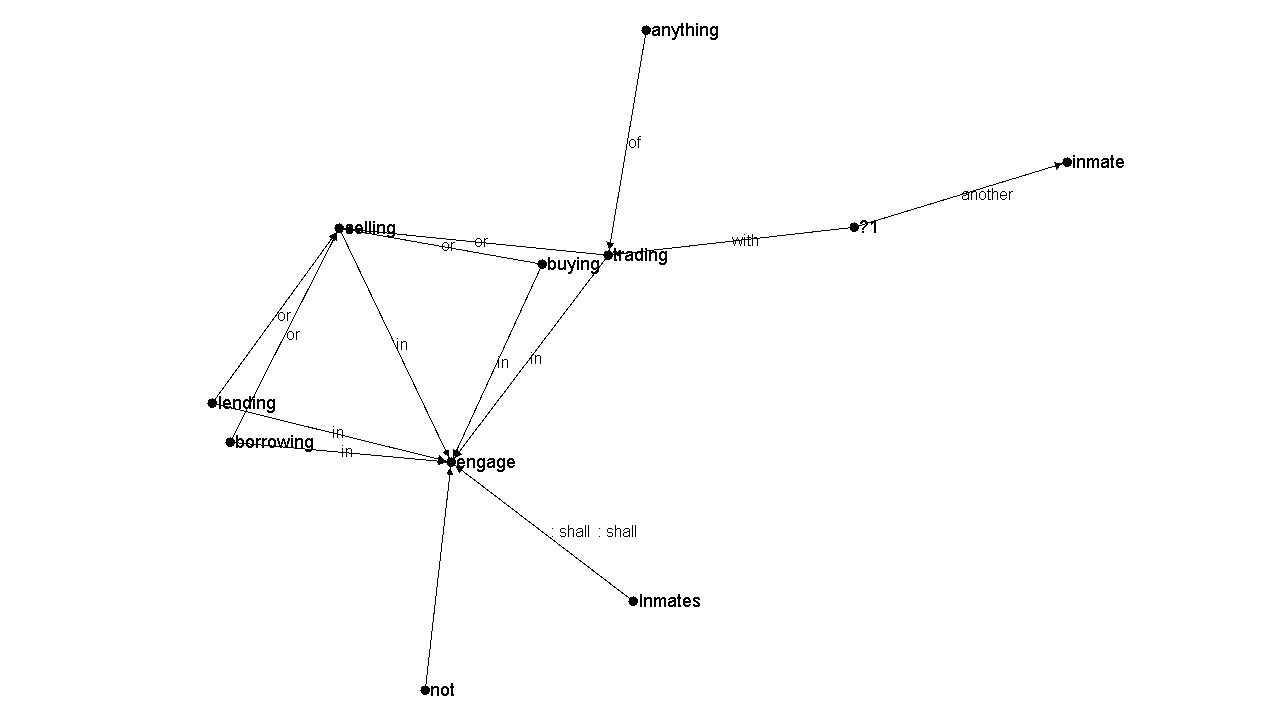 anything
of
inmate
another
selling
or
or
with
?1
trading
buying
or
or
in
in
in
lending
in
borrowing
in
engage
: shall : shall
Inmates
not